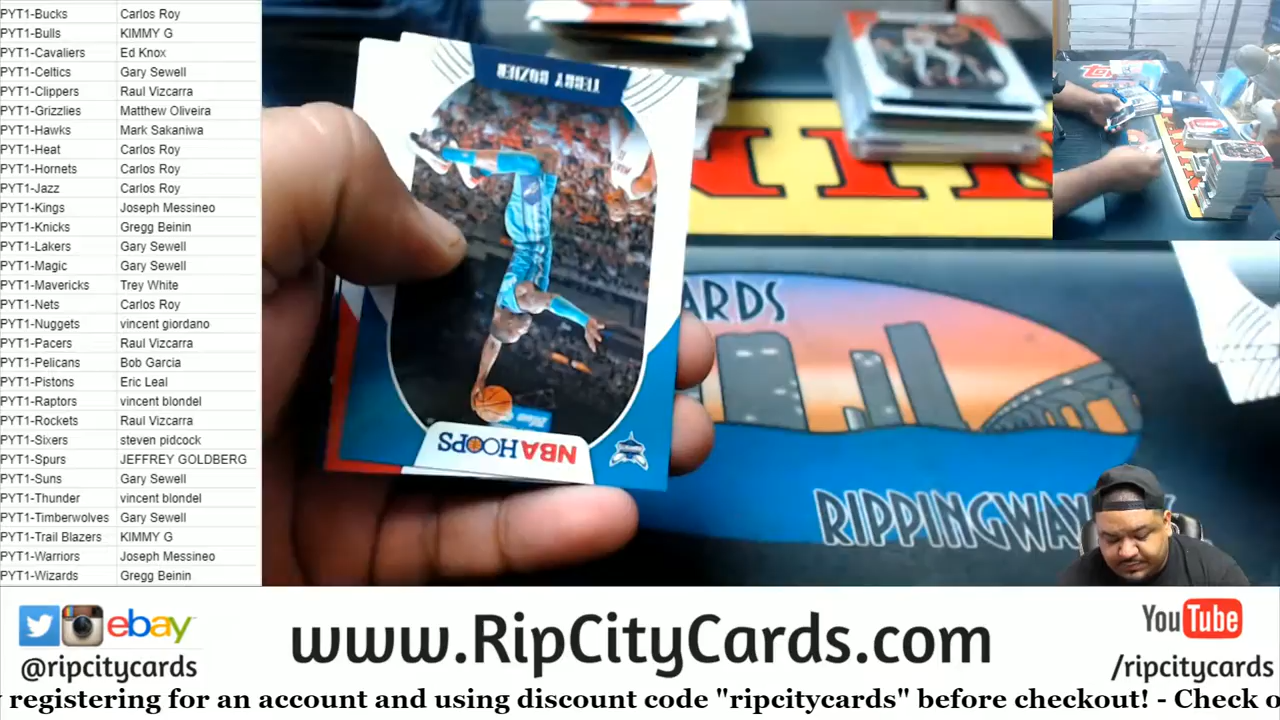 PYT1-Bucks Carlos Roy
PYT1-Bulls KIMMY G
PYT1-Cavaliers Ed Knox
PYT1-Celtics Gary Sewell
PYT1-Clippers Raul Vizcarra
PYT1-Grizzlies Matthew Oliveira
PYT1-Hawks Mark Sakaniwa
PYT1-Heat Carlos Roy
PYT1-Hornets Carlos Roy
PYT1-Jazz Carlos Roy
PYT1-Kings Joseph Messineo
PYT1-Knicks Gregg Beinin
PYT1-Lakers Gary Sewell
PYT1-Magic Gary Sewell
PYT1-Mavericks Trey White
PYT1-Nets Carlos Roy
PYT1-Nuggets vincent giordano
PYT1-Pacers Raul Vizcarra
PYT1-Pelicans Bob Garcia
PYT1-Pistons Eric Leal
PYT1-Raptors vincent blondel
PYT1-Rockets Raul Vizcarra
PYT1-Sixers steven pidcock
PYT1-Spurs JEFFREY GOLDBERG
PYT1-Suns Gary Sewell
PYT1-Thunder vincent blondel
PYT1-Timberwolves Gary Sewell
PYT1-Trail Blazers KIMMY G
PYT1-Warriors Joseph Messineo
PYT1-Wizards Gregg Beinin
TERRY ROZIER
NBA HOOPS
ARDS
RIPPINGWAX
ebay
@ripcitycards
www.RipCityCards.com
YouTube
/ripcitycards
registering for an account and using discount code "ripcitycards" before checkout! - Check